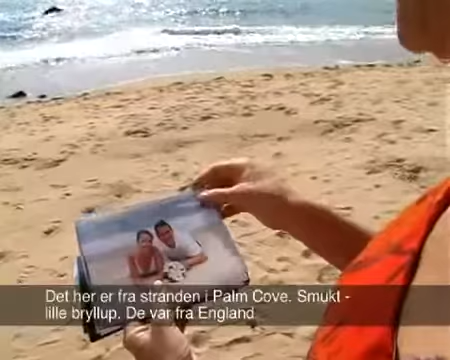 Det her er fra stranden i Palm Cove. Smukt -
lille bryllup. De var fra England